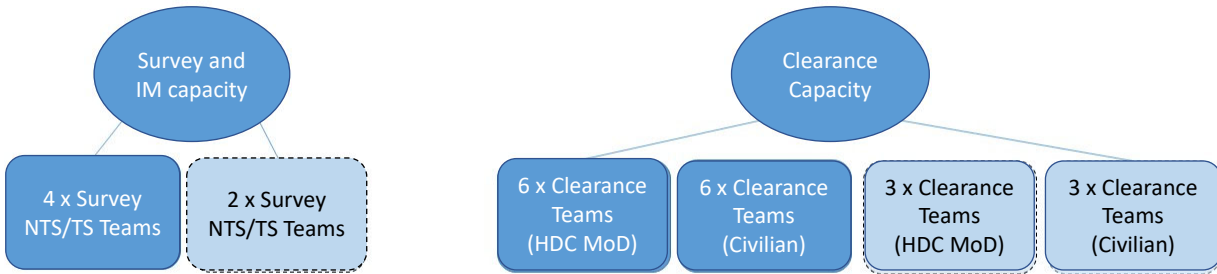 Survey and
IM capacity
4 x Survey
NTS/TS Teams
2 x Survey
NTS/TS Teams
Clearance
Capacity
6 x Clearance
Teams
(HDC MoD)
6 x Clearance
Teams
(Civilian)
3 x Clearance
Teams
(HDC MoD)
3 x Clearance
Teams
(Civilian)